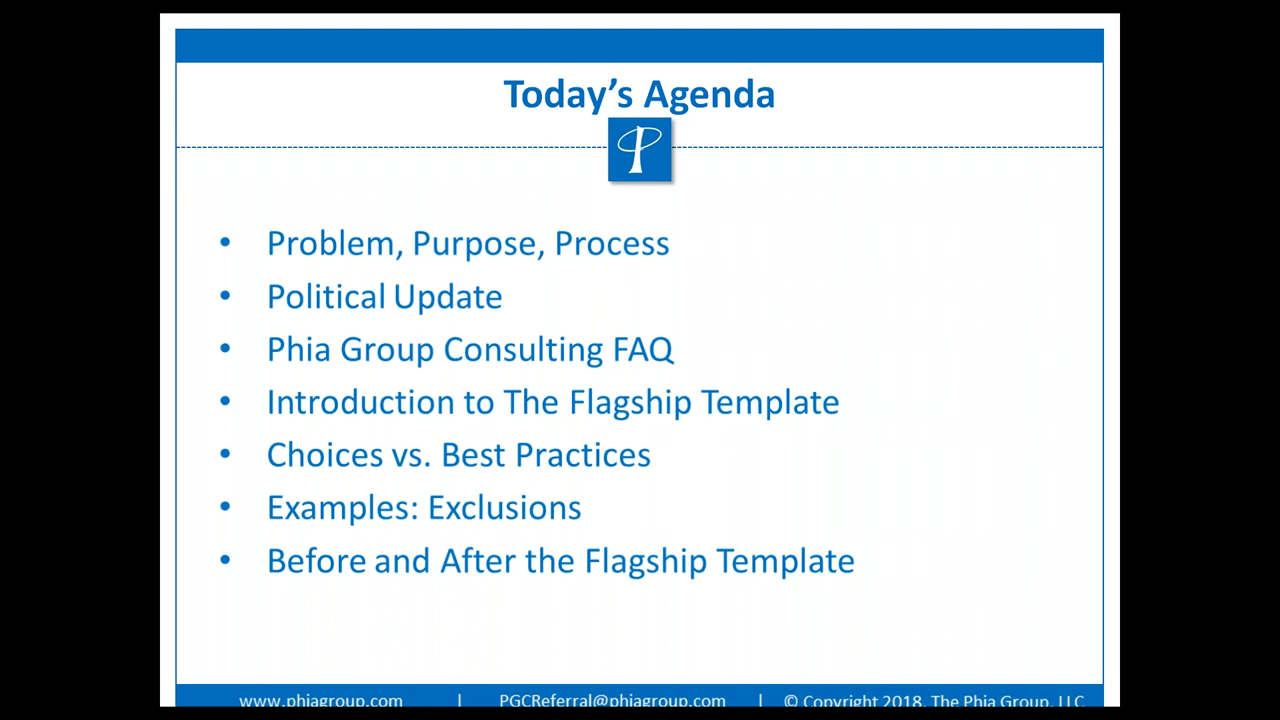 Today’s Agenda
P
• Problem, Purpose, Process
• Political Update
• Phia Group Consulting FAQ
• Introduction to The Flagship Template
• Choices vs. Best Practices
• Examples: Exclusions
• Before and After the Flagship Template
www.phiagroup.com | PGCReferral@phiagroup.com | © Copyright 2018. The Phia Group, LLC